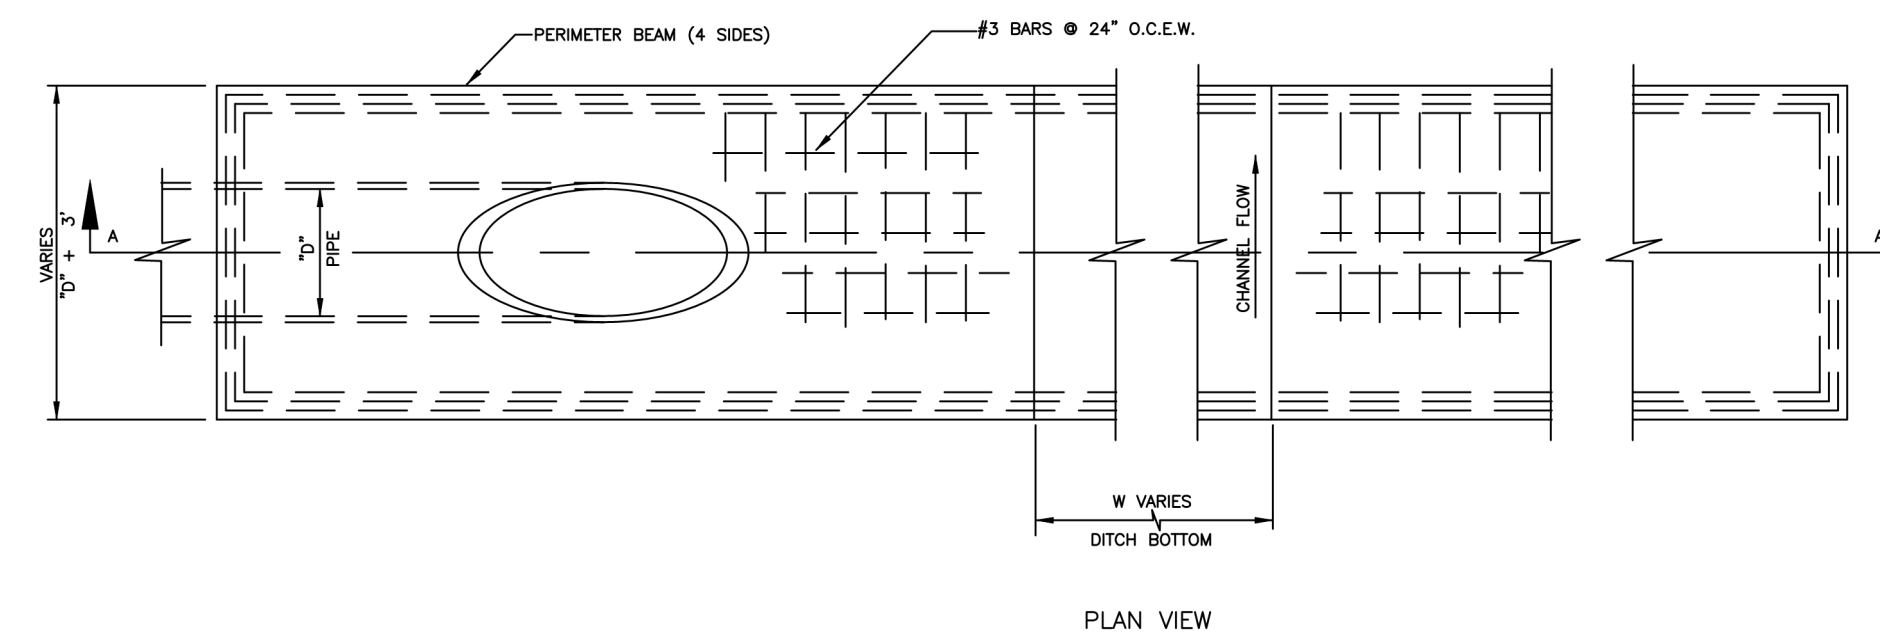 PERIMETER BEAM (4 SIDES)
#3 BARS @ 24" O.C.E.W.
VARIES
"D" + 3'
A
"D"
PIPE
CHANNEL FLOW
A
W VARIES
DITCH BOTTOM
PLAN VIEW